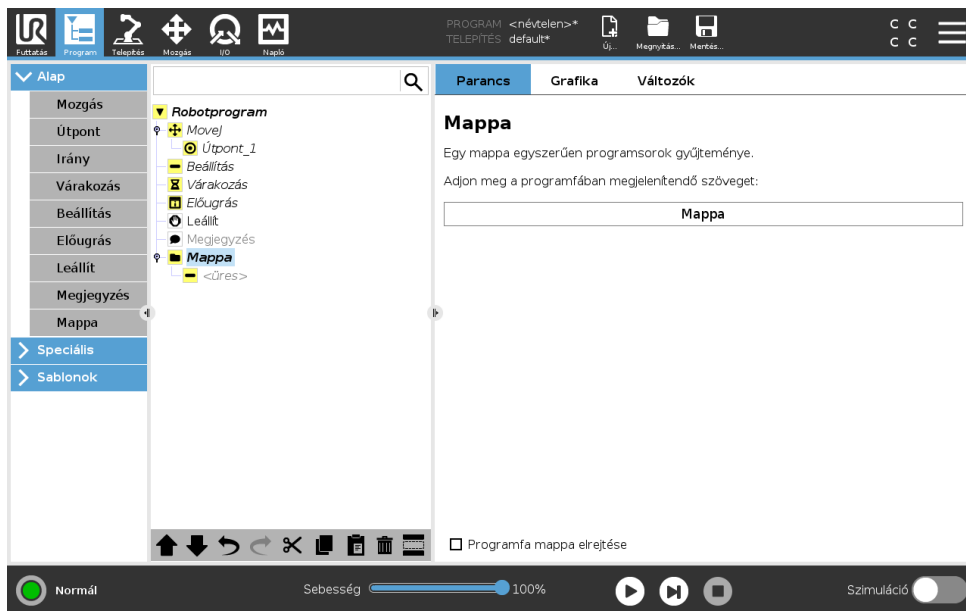 PROGRAM <névtelen>*
TELEPÍTÉS default*
Futtatás Program Telepítés Mozgás I/O Napló
Új... Megnyitás... Mentés...
C C
C C
Alap
Mozgás
Útpont
Irány
Várakozás
Beállítás
Előugrás
Leállít
Megjegyzés
Mappa
Speciális
Sablonok
Robotprogram
MoveJ
Útpont_1
Beállítás
Várakozás
Előugrás
Leállít
Megjegyzés
Mappa
<üres>
Parancs Grafika Változók
Mappa
Egy mappa egyszerűen programsorok gyűjteménye.
Adjon meg a programfában megjelenítendő szöveget:
Mappa
Programfa mappa elrejtése
Normál
Sebesség 100%
Szimuláció